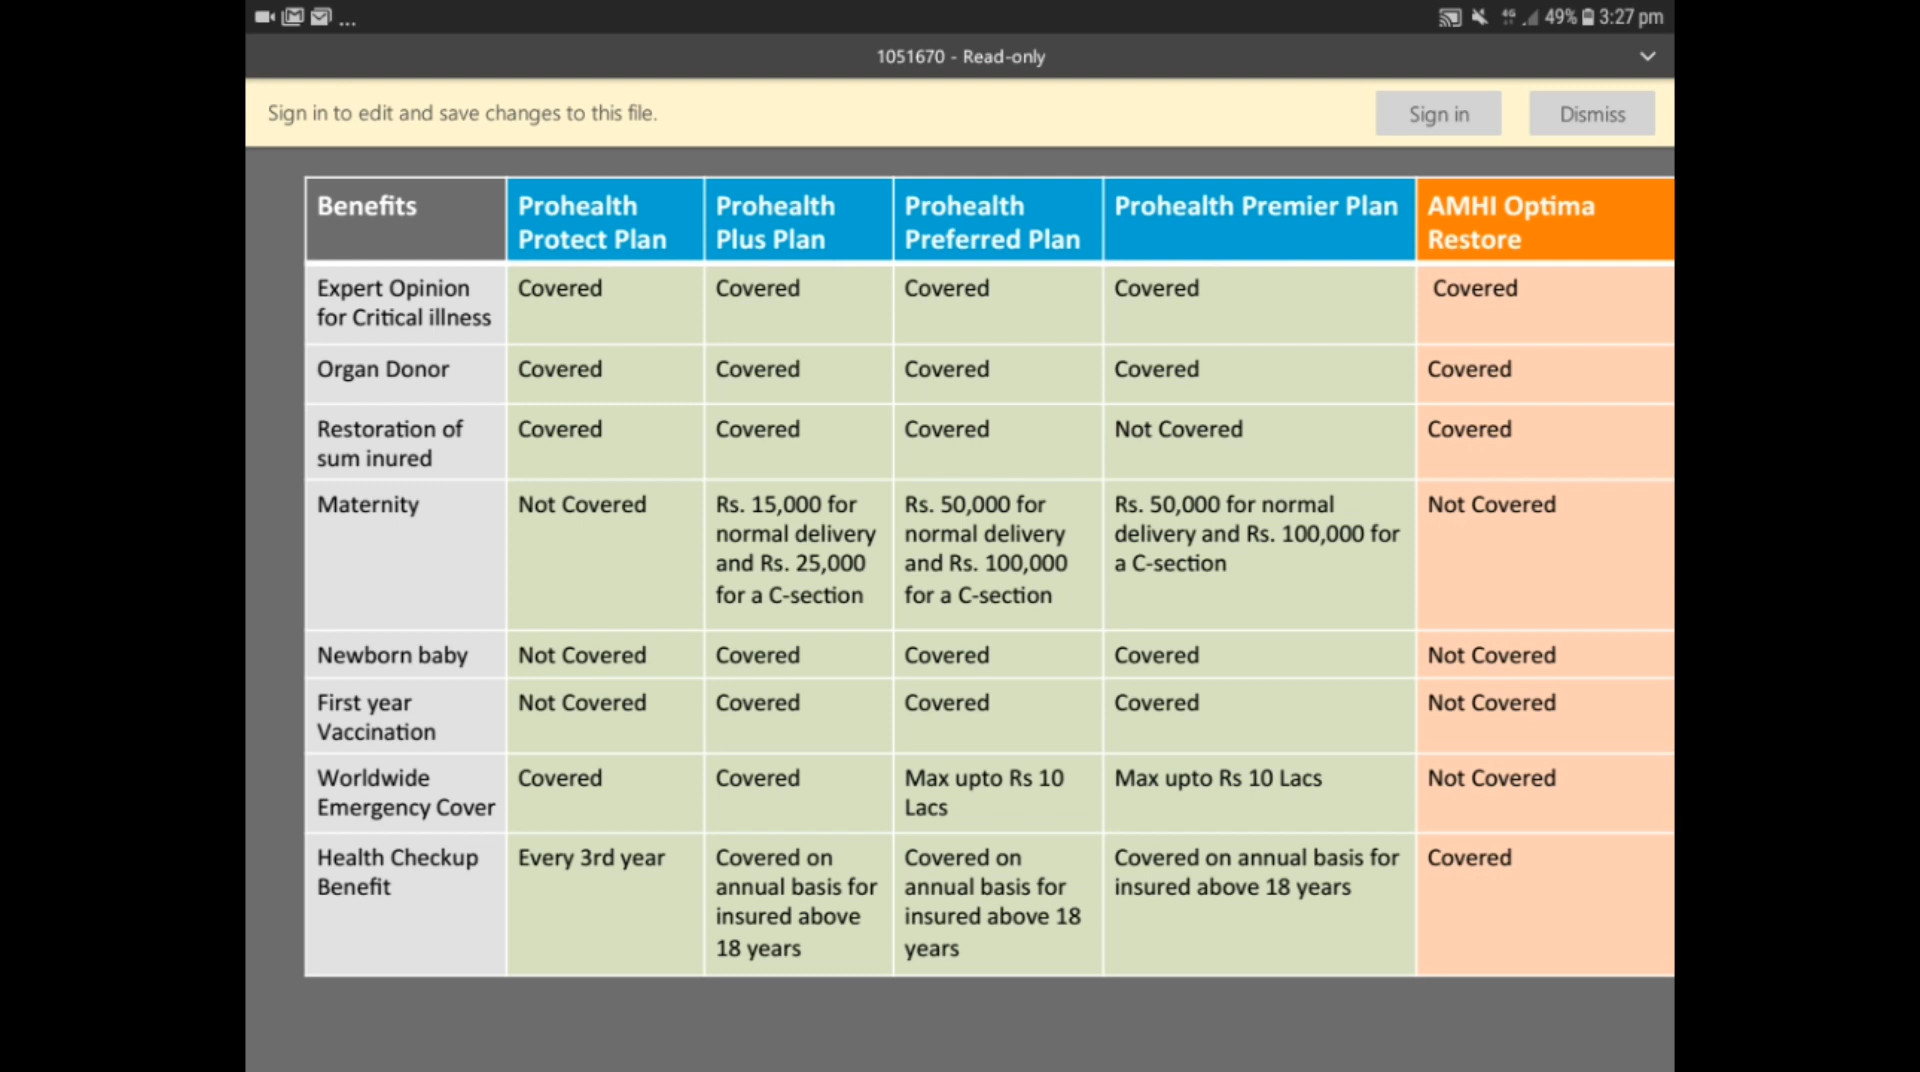 ...
4G 49% 3:27 pm
1051670 - Read-only
Sign in to edit and save changes to this file.
Sign in
Dismiss
Benefits
Prohealth
Protect Plan
Prohealth
Plus Plan
Prohealth
Preferred Plan
Prohealth Premier Plan
AMHI Optima
Restore
Expert Opinion
for Critical illness
Covered
Covered
Covered
Covered
Covered
Organ Donor
Covered
Covered
Covered
Covered
Covered
Restoration of
sum inured
Covered
Covered
Covered
Not Covered
Covered
Maternity
Not Covered
Rs. 15,000 for
normal delivery
and Rs. 25,000
for a C-section
Rs. 50,000 for
normal delivery
and Rs. 100,000
for a C-section
Rs. 50,000 for normal
delivery and Rs. 100,000 for
a C-section
Not Covered
Newborn baby
Not Covered
Covered
Covered
Covered
Not Covered
First year
Vaccination
Not Covered
Covered
Covered
Covered
Not Covered
Worldwide
Emergency Cover
Covered
Covered
Max upto Rs 10
Lacs
Max upto Rs 10 Lacs
Not Covered
Health Checkup
Benefit
Every 3rd year
Covered on
annual basis for
insured above
18 years
Covered on
annual basis for
insured above 18
years
Covered on annual basis for
insured above 18 years
Covered